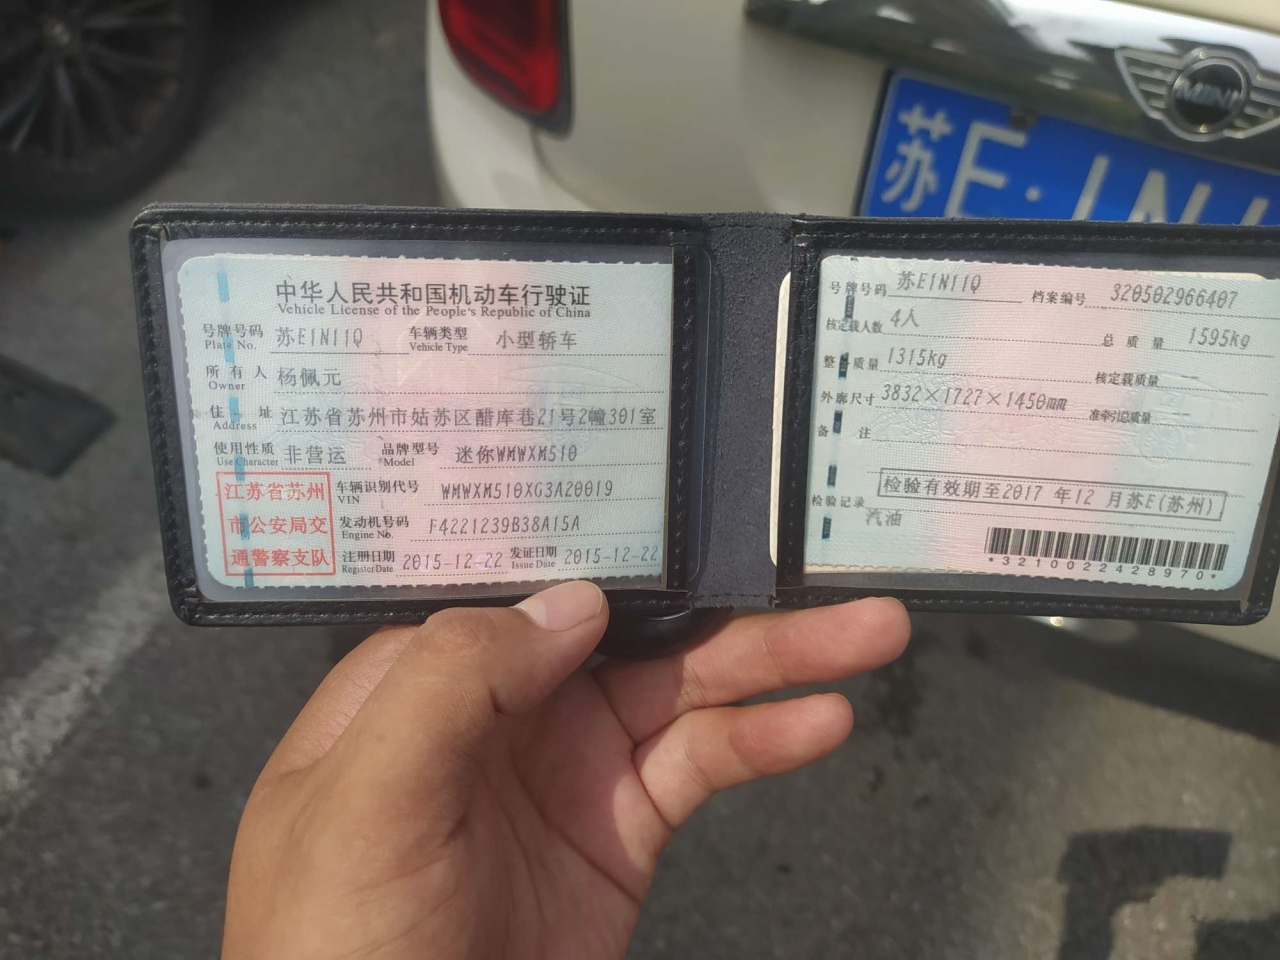 中华人民共和国机动车行驶证
Vehicle License of the People's Republic of China
号牌号码 苏E1N11Q 车辆类型 小型轿车
Plate No. Vehicle Type
所有人 杨佩元
Owner
住址 江苏省苏州市姑苏区醋库巷21号2幢301室
Address
使用性质 非营运 品牌型号 迷你WMWXM510
Use Character Model
江苏省苏州
市公安局交
通警察支队
车辆识别代号 WMWXM510XG3A20019
VIN
发动机号码 F4221239B38A15A
Engine No.
注册日期 2015-12-22 发证日期 2015-12-22
Register Date Issue Date
号牌号码 苏E1N11Q 档案编号 320502966407
核定载人数 4人 总质量 1595kg
整备质量 1315kg 核定载质量
外廓尺寸 3832×1727×1450mm 准牵引总质量
备注
检验有效期至2017 年12 月苏E(苏州)
检验记录
汽油
*3210022428970*
MINI
苏E·1N1